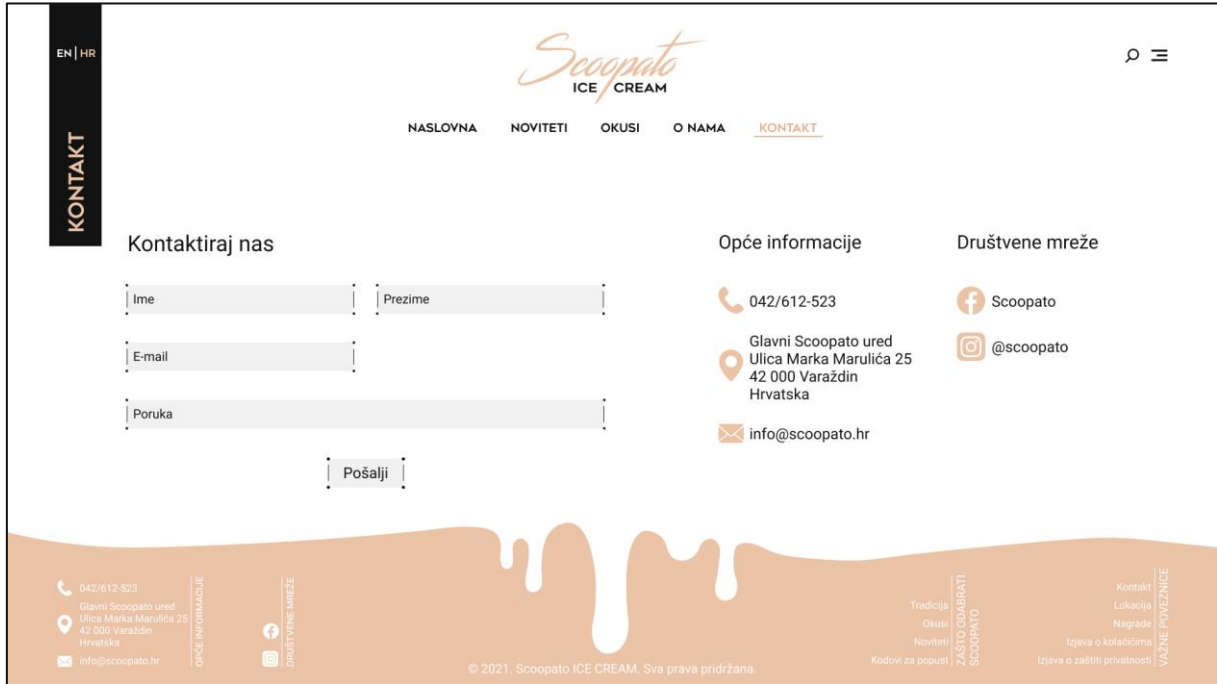 EN | HR
KONTAKT
Scoopato
ICE CREAM
NASLOVNA NOVITETI OKUSI O NAMA KONTAKT
Kontaktiraj nas
Ime
Prezime
E-mail
Poruka
Pošalji
Opće informacije
042/612-523
Glavni Scoopato ured
Ulica Marka Marulića 25
42 000 Varaždin
Hrvatska
info@scoopato.hr
Društvene mreže
Scoopato
@scoopato
042/612-523
Glavni Scoopato ured
Ulica Marka Marulića 25
42 000 Varaždin
Hrvatska
info@scoopato.hr
OPĆE INFORMACIJE
DRUŠTVENE MREŽE
© 2021. Scoopato ICE CREAM. Sva prava pridržana.
Tradicija
Okusi
Noviteti
Kodovi za popust
ZAŠTO ODABRATI
SCOOPATO
Kontakt
Lokacija
Nagrade
Izjava o kolačićima
Izjava o zaštiti privatnosti
VAŽNE POVEZNICE